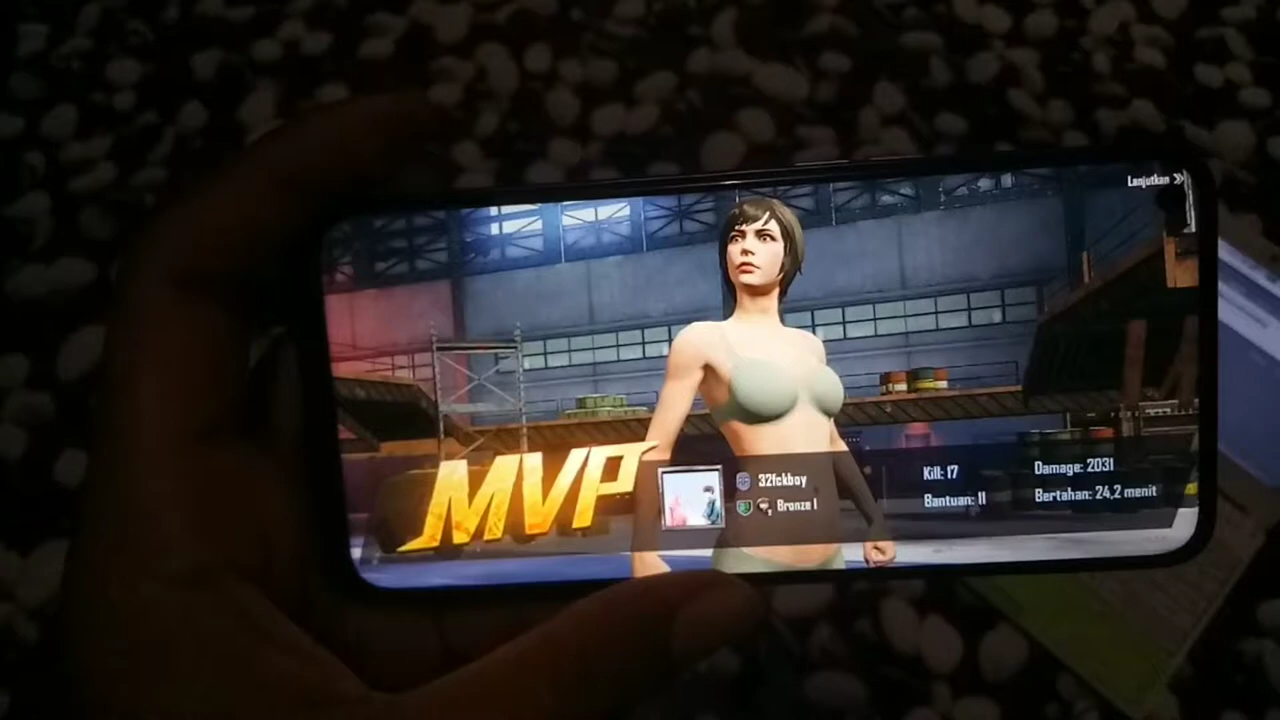 Lanjutkan
MVP
32fckboy
Bronze I
Kill: 17
Bantuan: 11
Damage: 2031
Bertahan: 24,2 menit